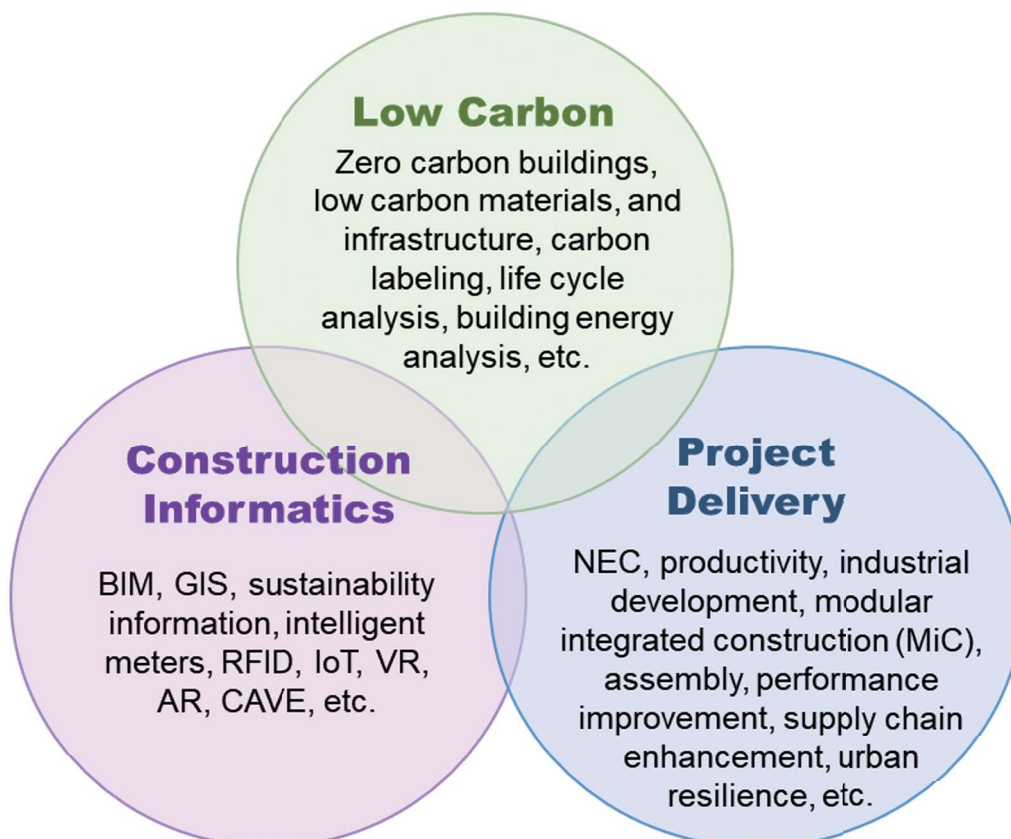 Low Carbon
Zero carbon buildings,
low carbon materials, and
infrastructure, carbon
labeling, life cycle
analysis, building energy
analysis, etc.
Construction
Informatics
BIM, GIS, sustainability
information, intelligent
meters, RFID, IoT, VR,
AR, CAVE, etc.
Project
Delivery
NEC, productivity, industrial
development, modular
integrated construction (MiC),
assembly, performance
improvement, supply chain
enhancement, urban
resilience, etc.